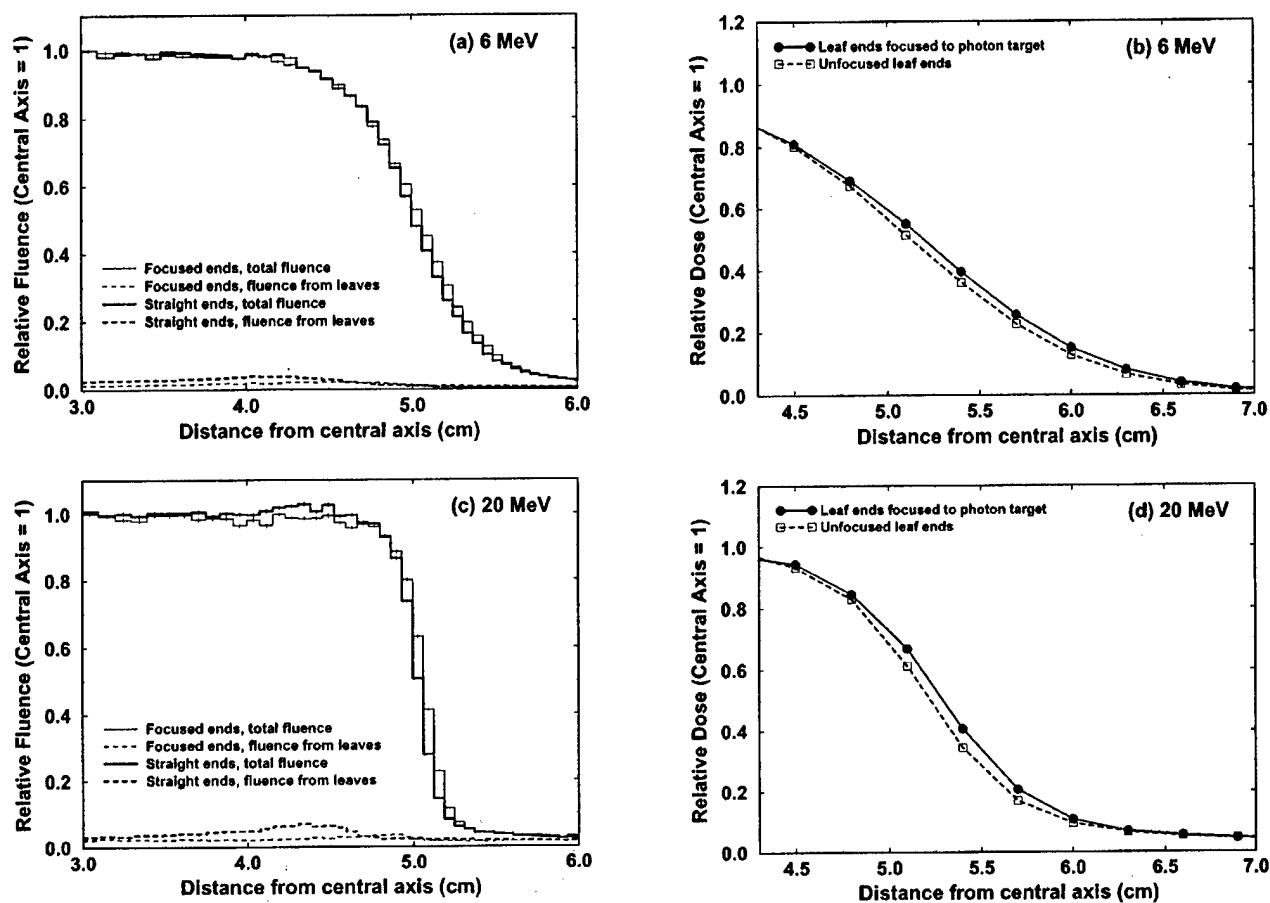 (a) 6 MeV
Relative Fluence (Central Axis = 1)
1.0
0.8
0.6
0.4
0.2
0.0
Focused ends, total fluence
Focused ends, fluence from leaves
Straight ends, total fluence
Straight ends, fluence from leaves
3.0 4.0 5.0 6.0
Distance from central axis (cm)
(b) 6 MeV
Relative Dose (Central Axis = 1)
1.2
1.0
0.8
0.6
0.4
0.2
0.0
Leaf ends focused to photon target
Unfocused leaf ends
4.5 5.0 5.5 6.0 6.5 7.0
Distance from central axis (cm)
(c) 20 MeV
Relative Fluence (Central Axis = 1)
1.0
0.8
0.6
0.4
0.2
0.0
Focused ends, total fluence
Focused ends, fluence from leaves
Straight ends, total fluence
Straight ends, fluence from leaves
3.0 4.0 5.0 6.0
Distance from central axis (cm)
(d) 20 MeV
Relative Dose (Central Axis = 1)
1.2
1.0
0.8
0.6
0.4
0.2
0.0
Leaf ends focused to photon target
Unfocused leaf ends
4.5 5.0 5.5 6.0 6.5 7.0
Distance from central axis (cm)